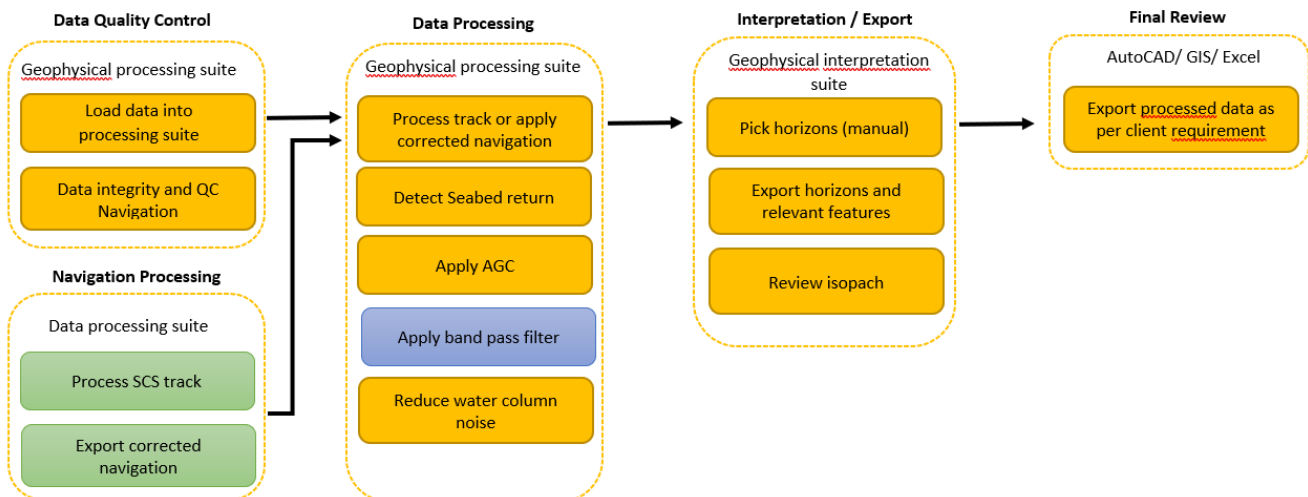 Data Quality Control
Geophysical processing suite
Load data into
processing suite
Data integrity and QC
Navigation
Navigation Processing
Data processing suite
Process SCS track
Export corrected
navigation
Data Processing
Geophysical processing suite
Process track or apply
corrected navigation
Detect Seabed return
Apply AGC
Apply band pass filter
Reduce water column
noise
Interpretation / Export
Geophysical interpretation
suite
Pick horizons (manual)
Export horizons and
relevant features
Review isopach
Final Review
AutoCAD/ GIS/ Excel
Export processed data as
per client requirement